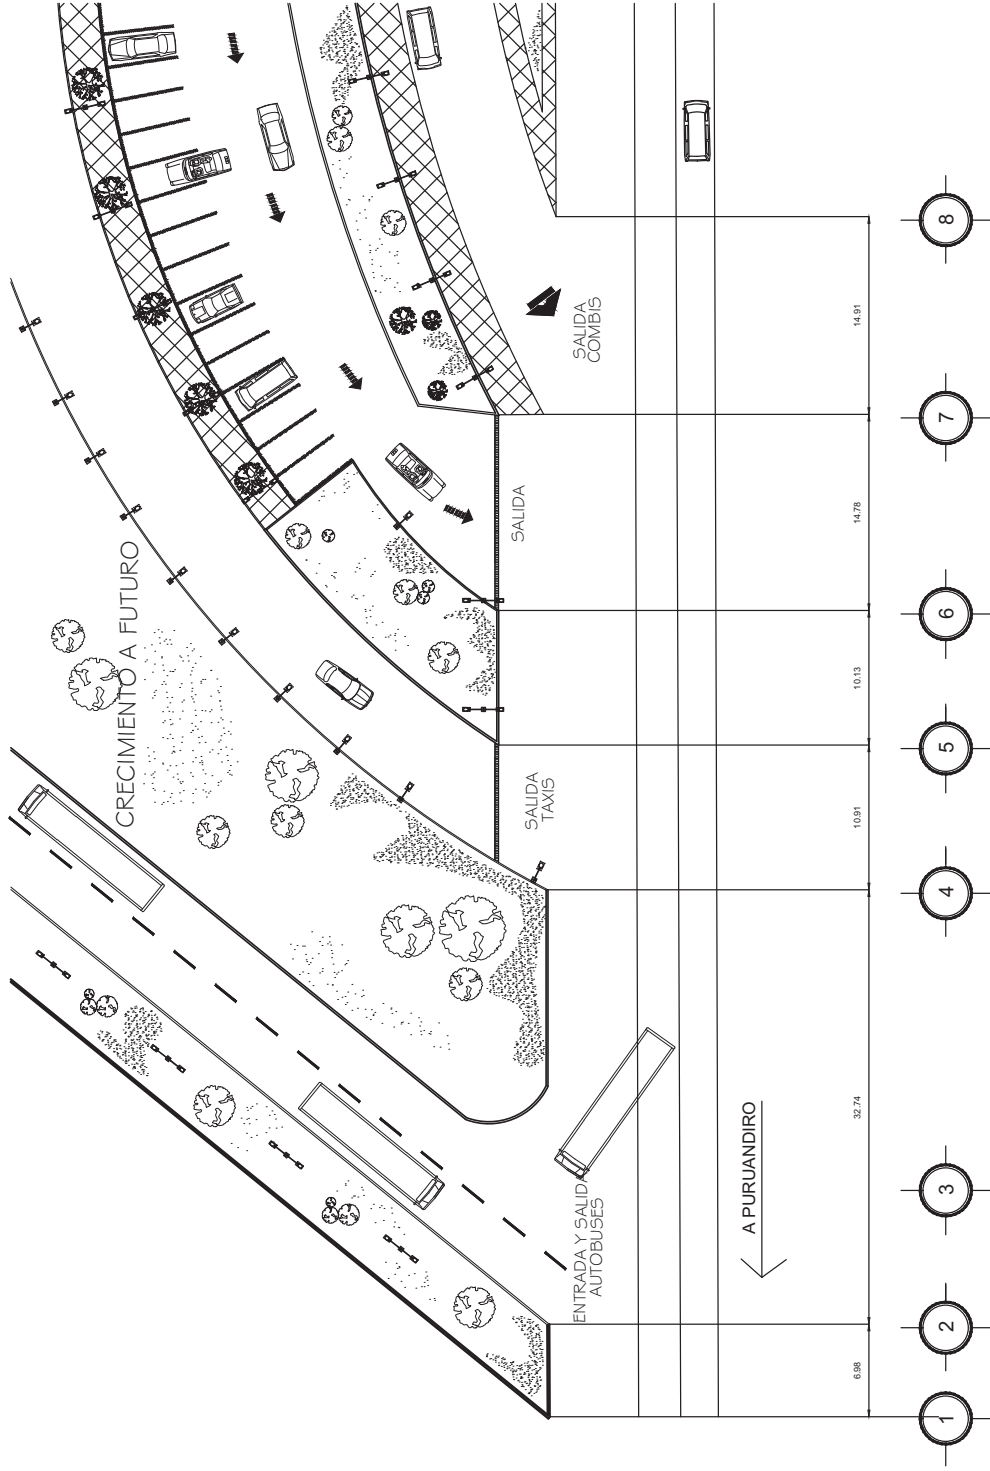 CRECIMIENTO A FUTURO
SALIDA
COMBIS
SALIDA
SALIDA
TAXIS
ENTRADA Y SALIDA
AUTOBUSES
A PURUANDIRO
6.98
32.74
10.91
10.13
14.78
14.91
1
2
3
4
5
6
7
8